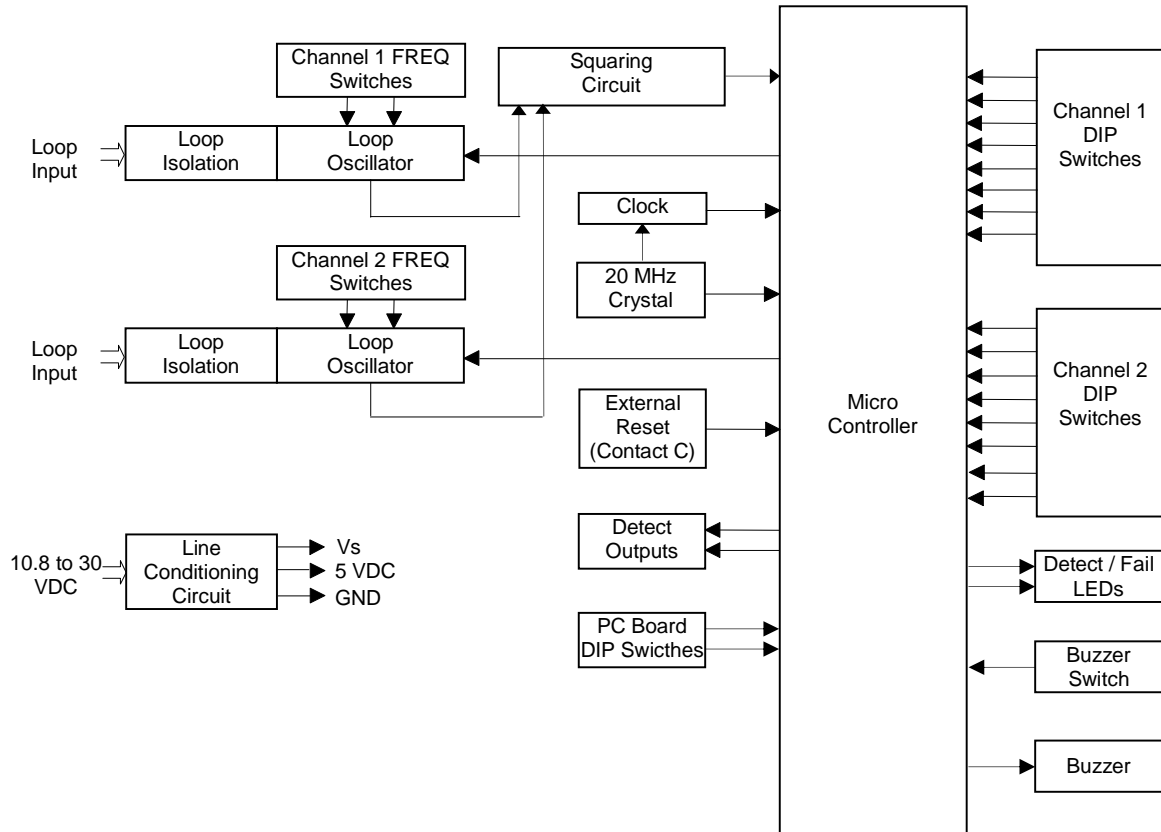 Channel 1 FREQ
Switches
Squaring
Circuit
Loop
Input
Loop
Isolation
Loop
Oscillator
Channel 1
DIP
Switches
Clock
20 MHz
Crystal
Channel 2 FREQ
Switches
Loop
Input
Loop
Isolation
Loop
Oscillator
External
Reset
(Contact C)
Micro
Controller
Channel 2
DIP
Switches
10.8 to 30
VDC
Line
Conditioning
Circuit
Vs
5 VDC
GND
Detect
Outputs
Detect / Fail
LEDs
PC Board
DIP Swicthes
Buzzer
Switch
Buzzer